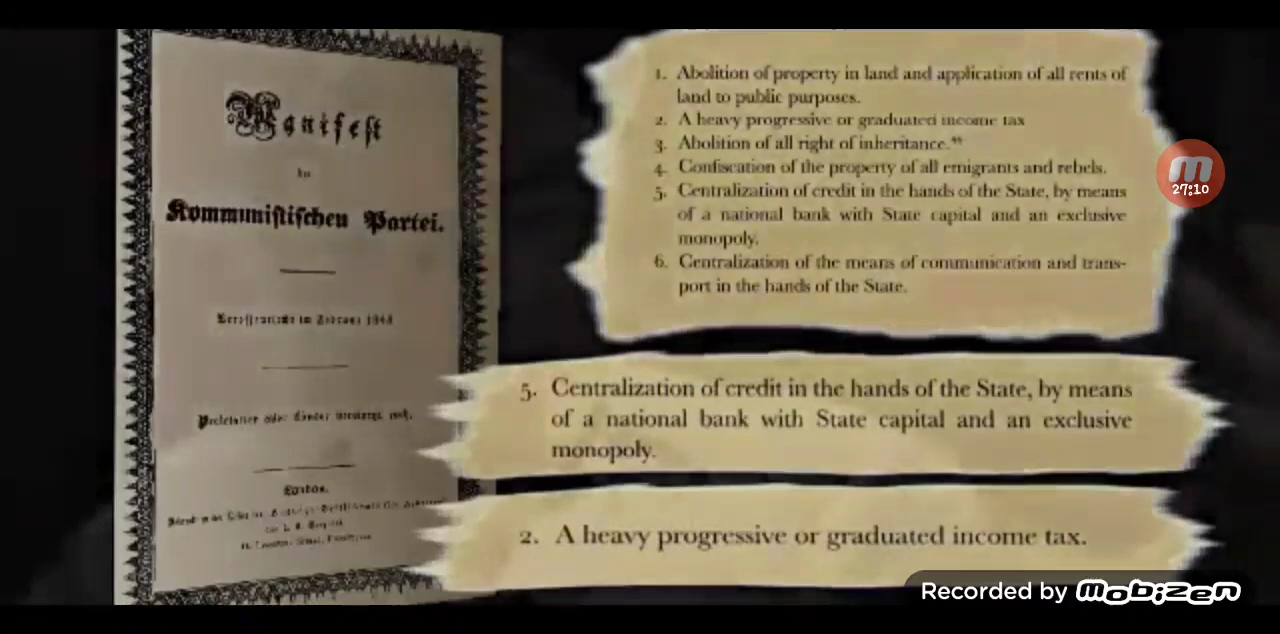 Manifest
der
Kommunistischen Partei.
London.
1. Abolition of property in land and application of all rents of
land to public purposes.
2. A heavy progressive or graduated income tax
3. Abolition of all right of inheritance.
4. Confiscation of the property of all emigrants and rebels.
5. Centralization of credit in the hands of the State, by means
of a national bank with State capital and an exclusive
monopoly.
6. Centralization of the means of communication and trans-
port in the hands of the State.
5. Centralization of credit in the hands of the State, by means
of a national bank with State capital and an exclusive
monopoly.
2. A heavy progressive or graduated income tax.
27:10
Recorded by mobizen